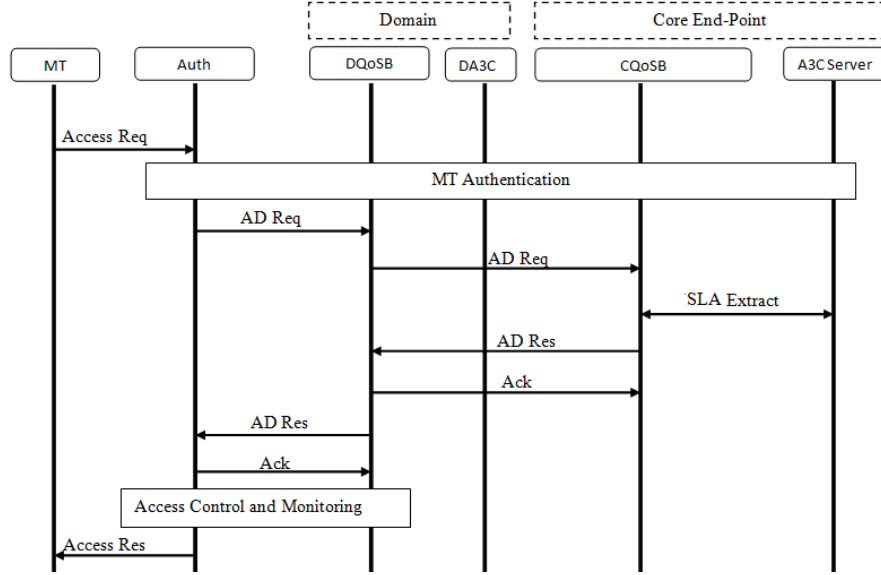 Domain
Core End-Point
MT
Auth
DQoSB
DA3C
CQoSB
A3C Server
Access Req
MT Authentication
AD Req
AD Req
SLA Extract
AD Res
Ack
AD Res
Ack
Access Control and Monitoring
Access Res